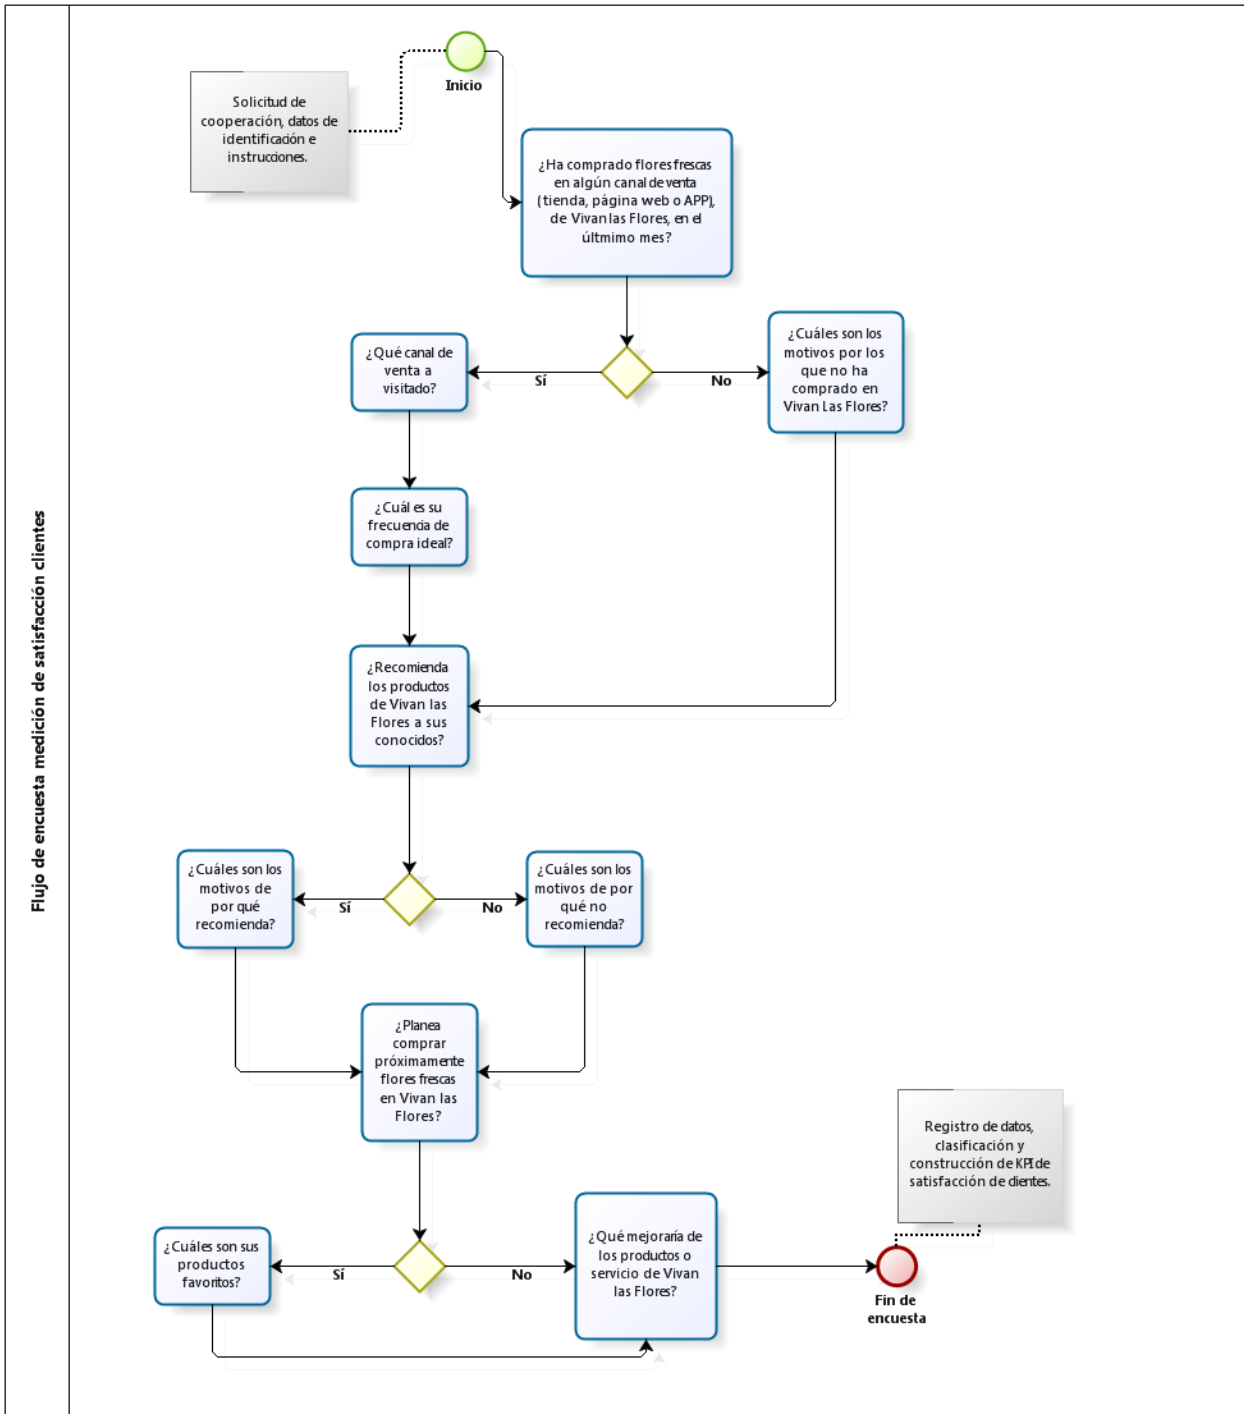 Flujo de encuesta medición de satisfacción clientes
Inicio
Solicitud de
cooperación, datos de
identificación e
instrucciones.
¿Ha comprado flores frescas
en algún canal de venta
(tienda, página web o APP),
de Vivan las Flores, en el
últmimo mes?
Sí
No
¿Qué canal de
venta a
visitado?
¿Cuáles son los
motivos por los
que no ha
comprado en
Vivan Las Flores?
¿Cuál es su
frecuencia de
compra ideal?
¿Recomienda
los productos
de Vivan las
Flores a sus
conocidos?
Sí
No
¿Cuáles son los
motivos de
por qué
recomienda?
¿Cuáles son los
motivos de por
qué no
recomienda?
¿Planea
comprar
próximamente
flores frescas
en Vivan las
Flores?
Sí
No
¿Cuáles son sus
productos
favoritos?
¿Qué mejoraría de
los productos o
servicio de Vivan
las Flores?
Registro de datos,
clasificación y
construcción de KPI de
satisfacción de clientes.
Fin de
encuesta